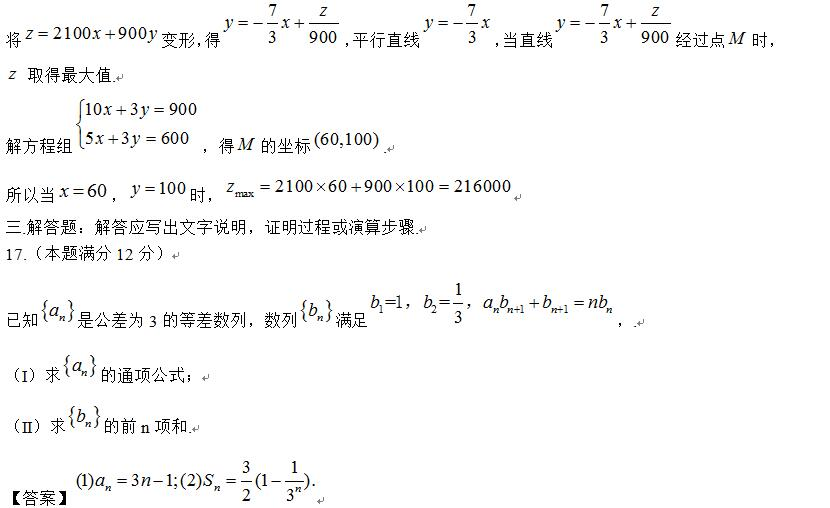 将 z = 2100x + 900y 变形,得 y = -\frac{7}{3}x + \frac{z}{900} ,平行直线 y = -\frac{7}{3}x ,当直线 y = -\frac{7}{3}x + \frac{z}{900} 经过点 M 时,
z 取得最大值.
解方程组 \begin{cases} 10x + 3y = 900 \\ 5x + 3y = 600 \end{cases} ，得 M 的坐标 (60,100) .
所以当 x = 60 ，y = 100 时，z_{max} = 2100×60 + 900×100 = 216000
三.解答题：解答应写出文字说明，证明过程或演算步骤.
17.（本题满分 12 分）
已知 {a_n} 是公差为 3 的等差数列，数列 {b_n} 满足 b_1=1，b_2=\frac{1}{3}，a_n b_{n+1} + b_{n+1} = nb_n ，.
（I）求 {a_n} 的通项公式；
（II）求 {b_n} 的前 n 项和.
【答案】(1)a_n = 3n-1;(2)S_n = \frac{3}{2}(1-\frac{1}{3^n}).